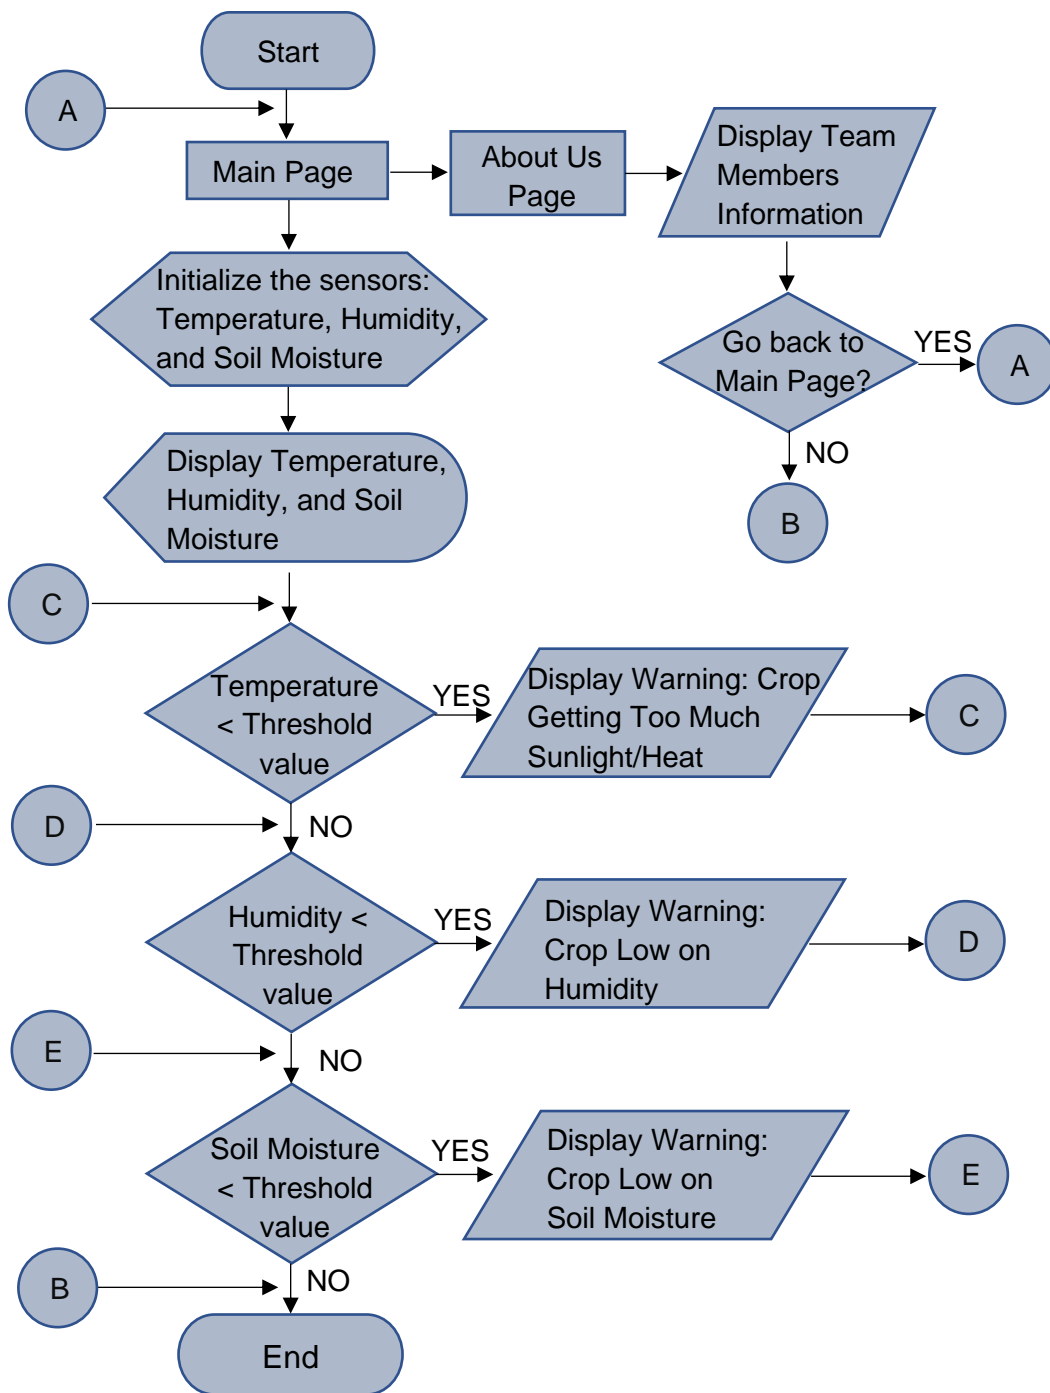 Start
A
Main Page
About Us
Page
Display Team
Members
Information
Initialize the sensors:
Temperature, Humidity,
and Soil Moisture
Go back to
Main Page?
YES
A
NO
B
Display Temperature,
Humidity, and Soil
Moisture
C
Temperature
< Threshold
value
YES
Display Warning: Crop
Getting Too Much
Sunlight/Heat
C
D
NO
Humidity <
Threshold
value
YES
Display Warning:
Crop Low on
Humidity
D
E
NO
Soil Moisture
< Threshold
value
YES
Display Warning:
Crop Low on
Soil Moisture
E
B
NO
End